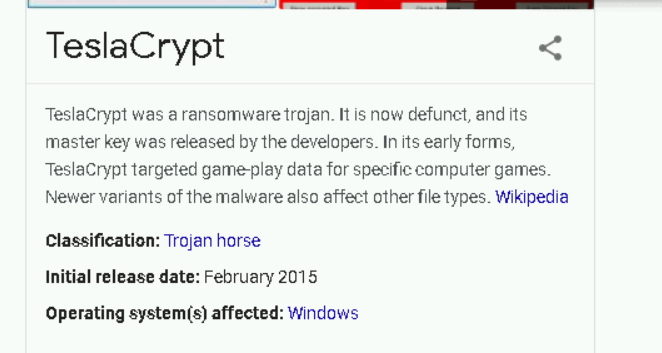 TeslaCrypt
TeslaCrypt was a ransomware trojan. It is now defunct, and its
master key was released by the developers. In its early forms,
TeslaCrypt targeted game-play data for specific computer games.
Newer variants of the malware also affect other file types. Wikipedia
Classification: Trojan horse
Initial release date: February 2015
Operating system(s) affected: Windows